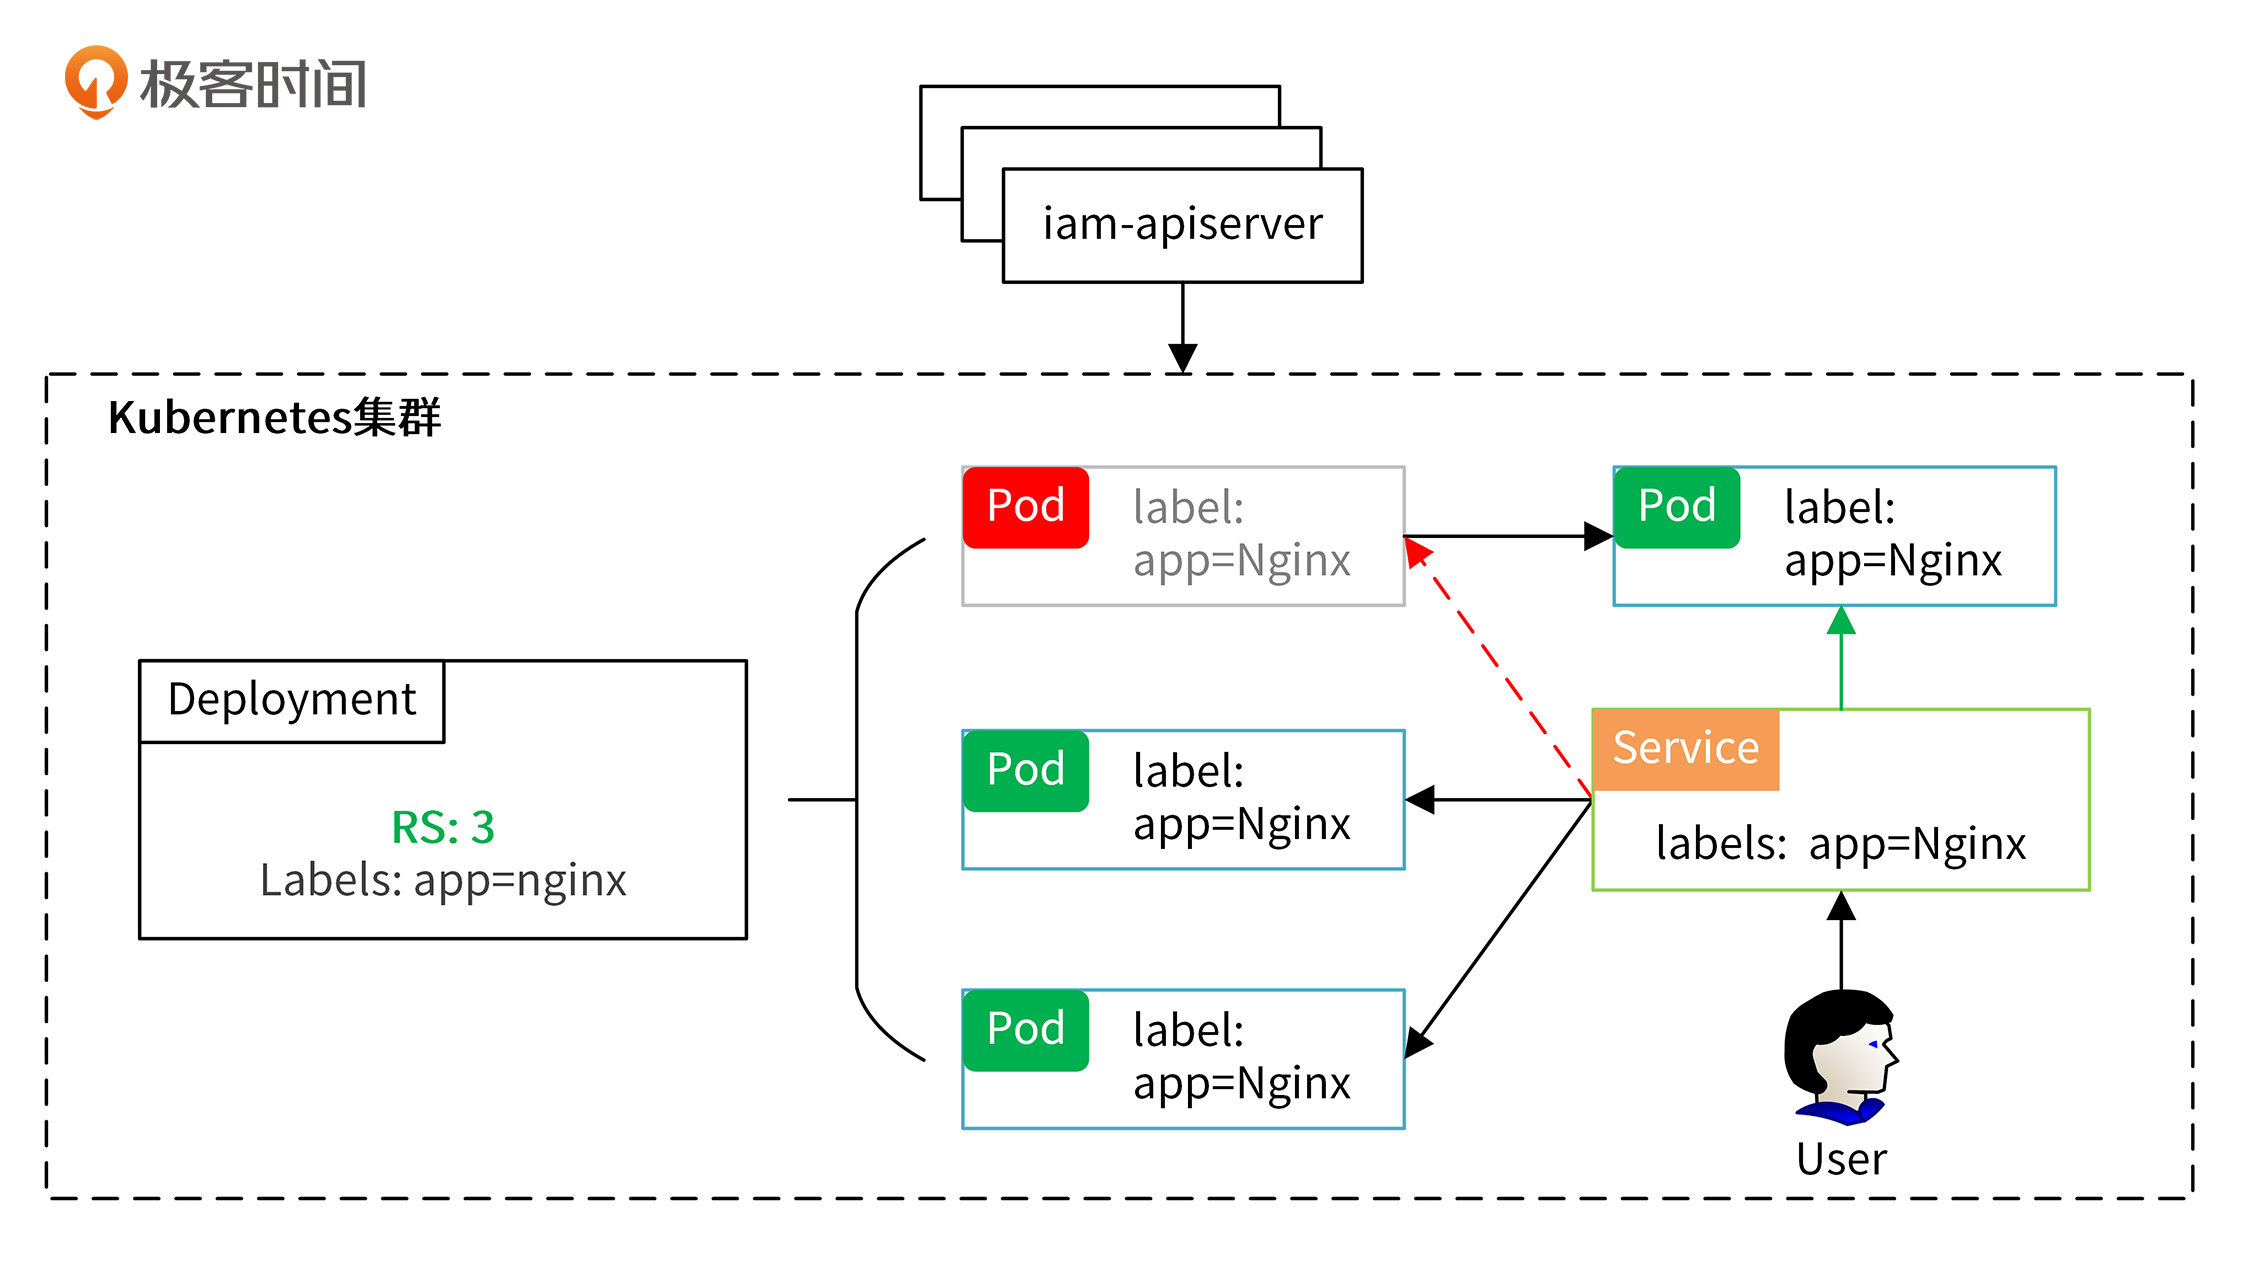 极客时间
iam-apiserver
Kubernetes集群
Pod
label:
app=Nginx
Pod
label:
app=Nginx
Deployment
RS: 3
Labels: app=nginx
Pod
label:
app=Nginx
Service
labels: app=Nginx
Pod
label:
app=Nginx
User